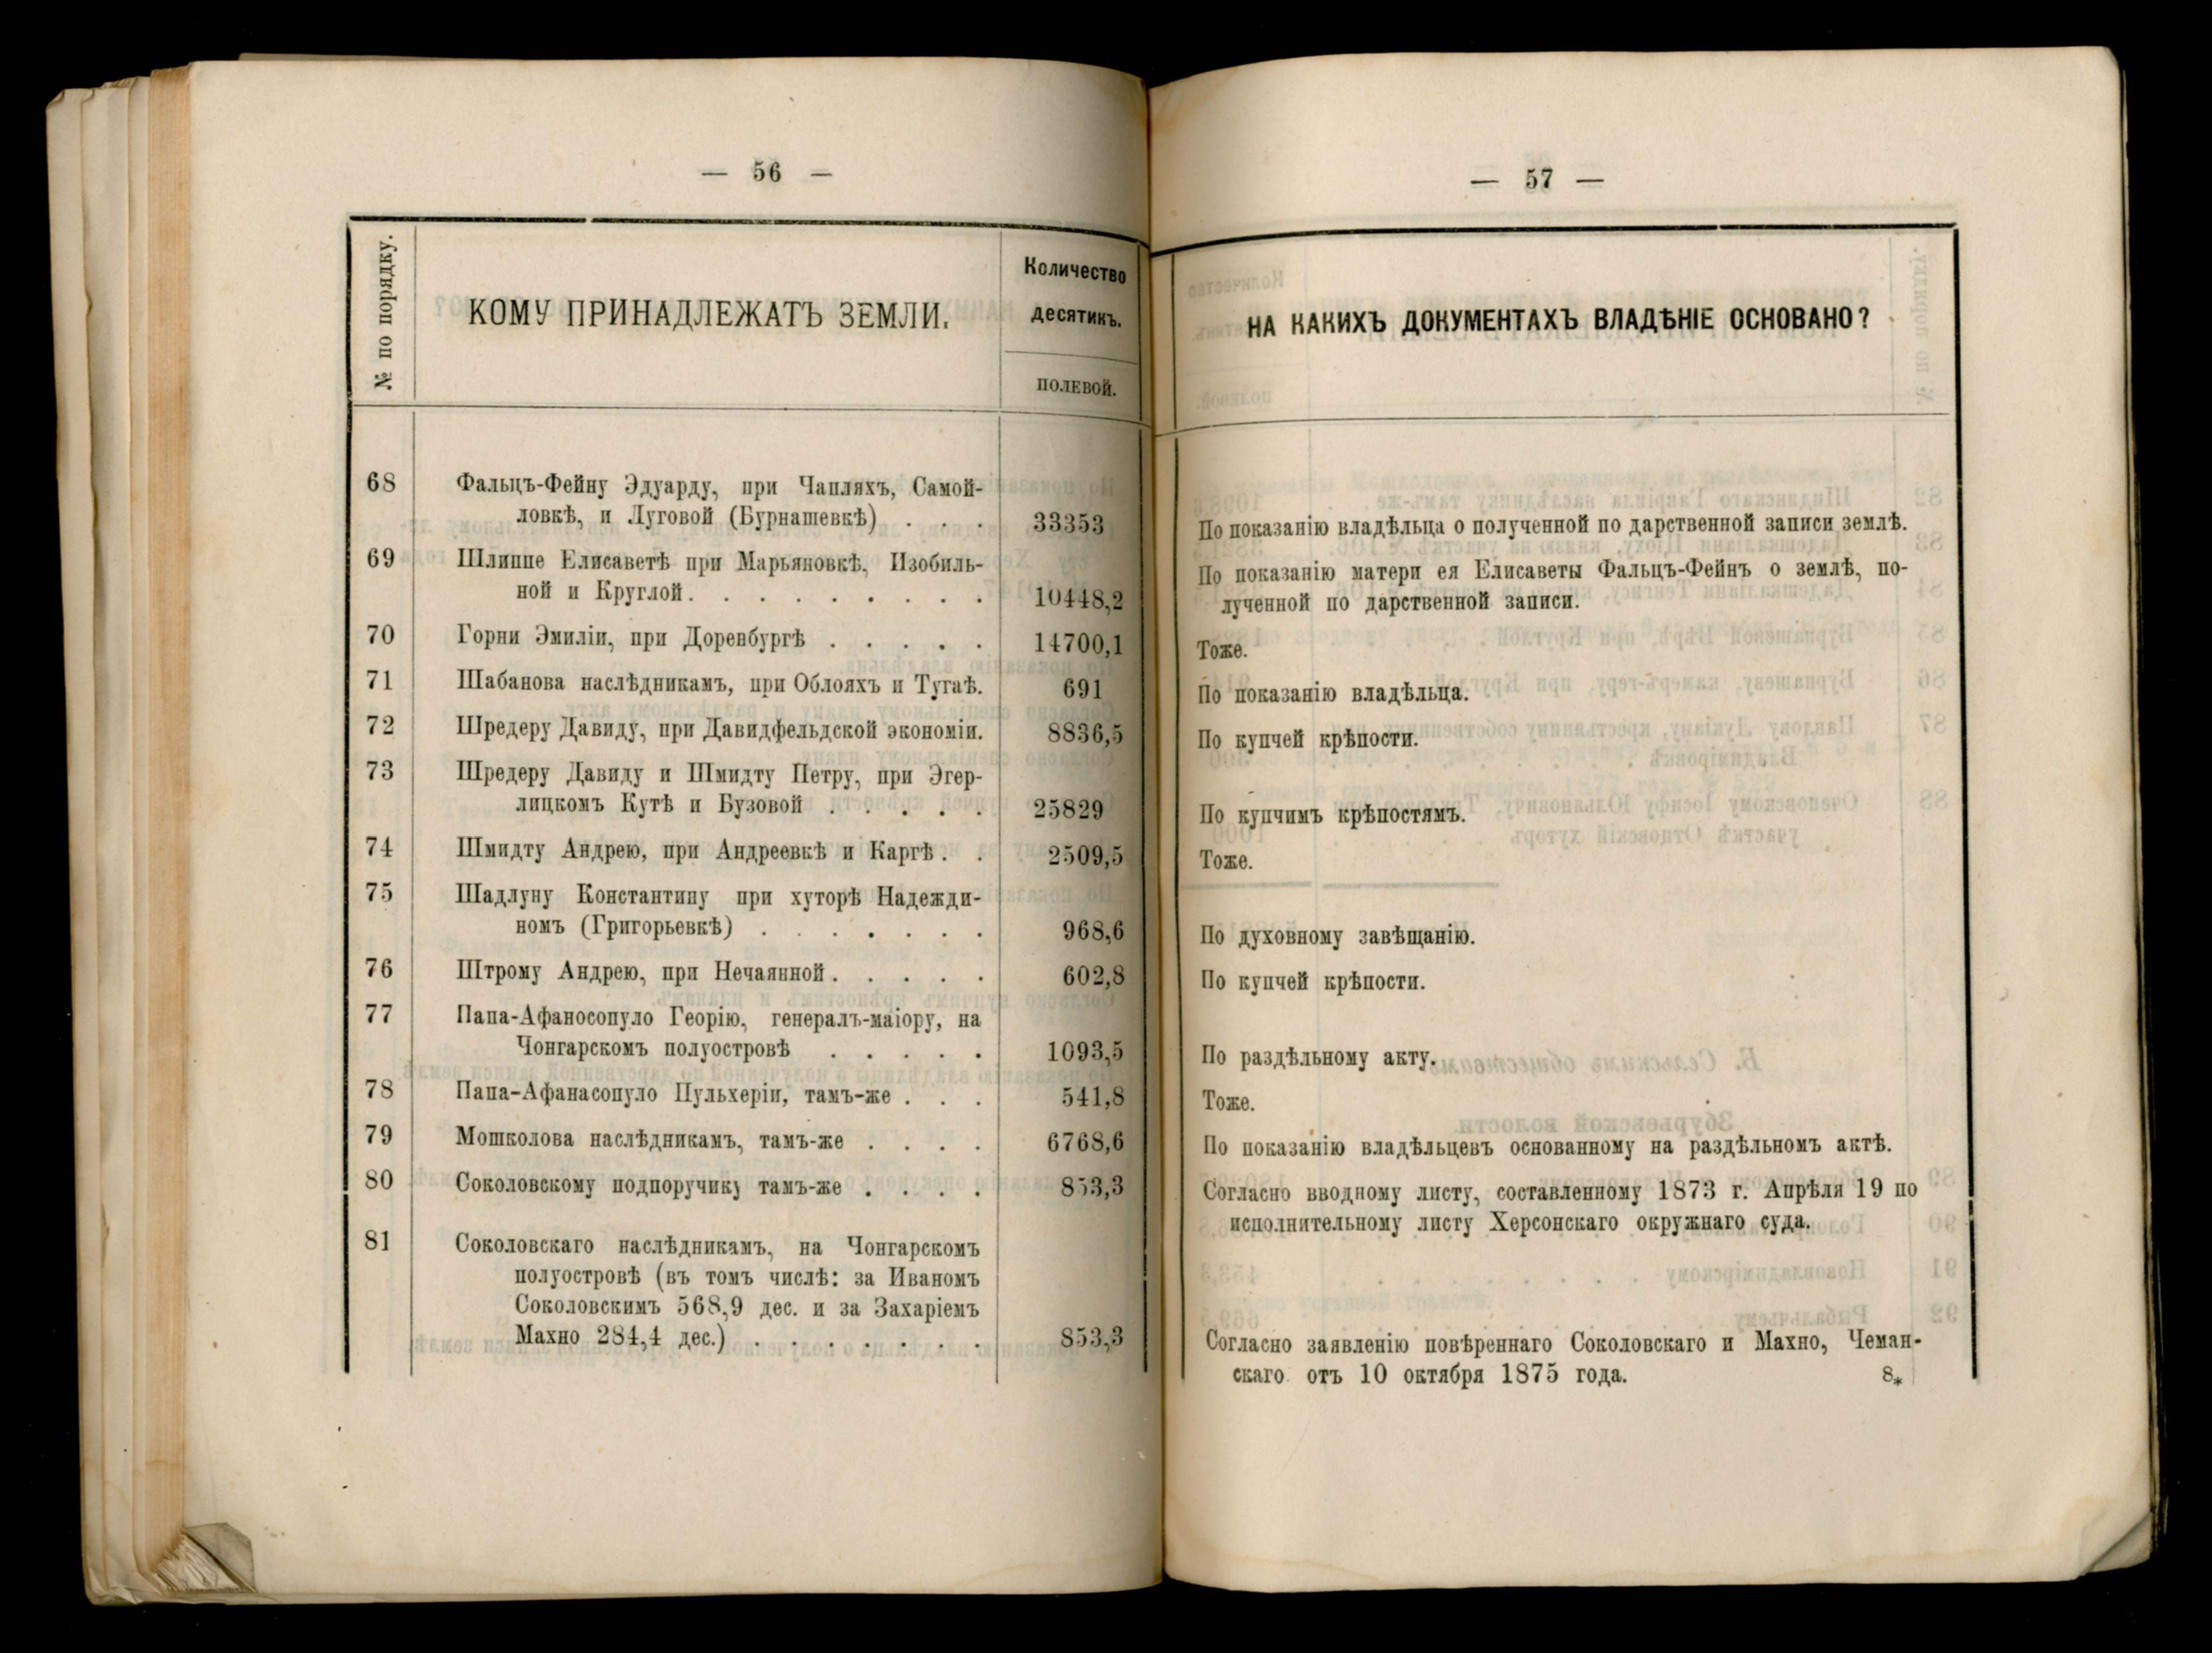 — 56 —
№ по порядку.
КОМУ ПРИНАДЛЕЖАТЪ ЗЕМЛИ.
Количество
десятинъ.
ПОЛЕВОЙ.
68 Фальцъ-Фейну Эдуарду, при Чапляхъ, Самой-
ловкѣ, и Луговой (Бурнашевкѣ) . . . 33353
69 Шлиппе Елисаветѣ при Марьяновкѣ, Изобиль-
ной и Круглой. . . . . . . . . 10448,2
70 Горни Эмиліи, при Доренбургѣ . . . . . 14700,1
71 Шабанова наслѣдникамъ, при Облояхъ и Тугаѣ. 691
72 Шредеру Давиду, при Давидфельдской экономіи. 8836,5
73 Шредеру Давиду и Шмидту Петру, при Эгер-
лицкомъ Кутѣ и Бузовой . . . . . 25829
74 Шмидту Андрею, при Андреевкѣ и Каргѣ . . 2509,5
75 Шадлуну Константину при хуторѣ Надежди-
номъ (Григорьевкѣ) . . . . . . . 968,6
76 Штрому Андрею, при Нечаянной . . . . . 602,8
77 Папа-Афаносопуло Георію, генералъ-маіору, на
Чонгарскомъ полуостровѣ . . . . . 1093,5
78 Папа-Афанасопуло Пульхеріи, тамъ-же . . . 541,8
79 Мошколова наслѣдникамъ, тамъ-же . . . . 6768,6
80 Соколовскому подпоручику тамъ-же . . . . 853,3
81 Соколовскаго наслѣдникамъ, на Чонгарскомъ
полуостровѣ (въ томъ числѣ: за Иваномъ
Соколовскимъ 568,9 дес. и за Захаріемъ
Махно 284,4 дес.) . . . . . . . 853,3
— 57 —
НА КАКИХЪ ДОКУМЕНТАХЪ ВЛАДѢНІЕ ОСНОВАНО?
По показанію владѣльца о полученной по дарственной записи землѣ.
По показанію матери ея Елисаветы Фальцъ-Фейнъ о землѣ, по-
лученной по дарственной записи.
Тоже.
По показанію владѣльца.
По купчей крѣпости.
По купчимъ крѣпостямъ.
Тоже.
По духовному завѣщанію.
По купчей крѣпости.
По раздѣльному акту.
Тоже.
По показанію владѣльцевъ основанному на раздѣльномъ актѣ.
Согласно вводному листу, составленному 1873 г. Апрѣля 19 по
исполнительному листу Херсонскаго окружнаго суда.
Согласно заявленію повѣреннаго Соколовскаго и Махно, Чеман-
скаго отъ 10 октября 1875 года.
8*